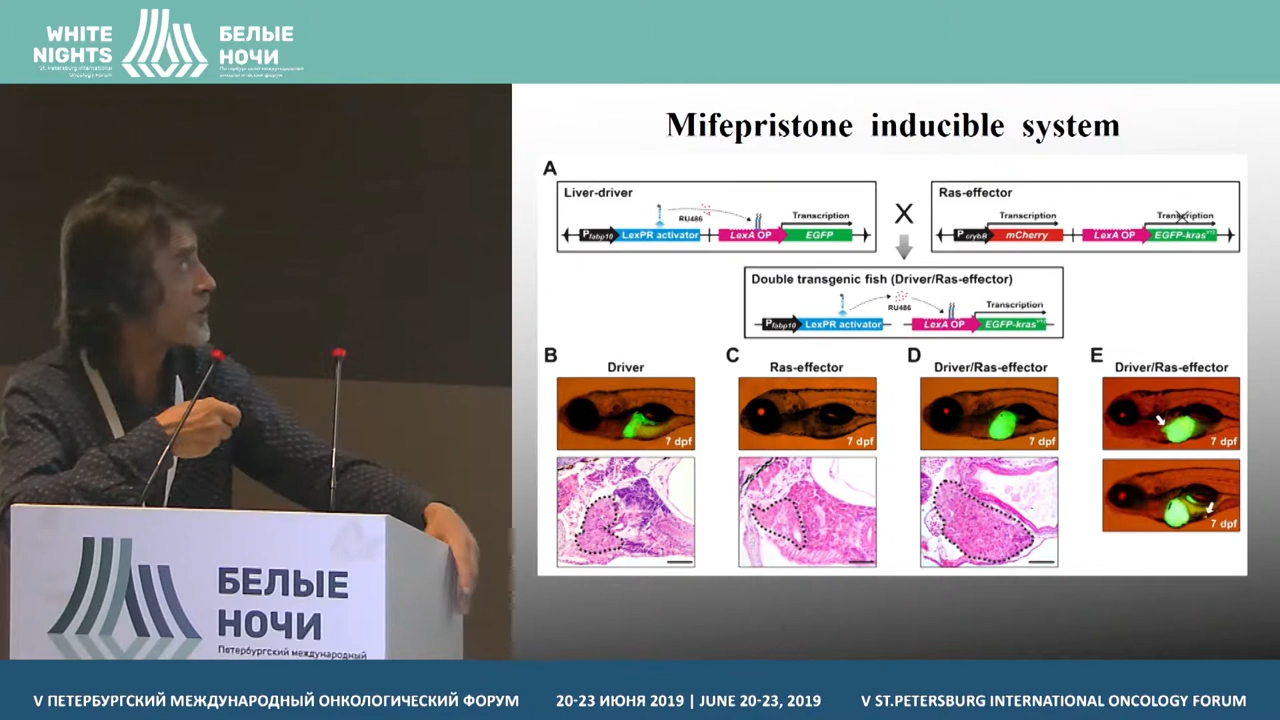 WHITE
NIGHTS
St. Petersburg International
Oncology Forum
БЕЛЫЕ
НОЧИ
Петербургский международный
онкологический форум
Mifepristone inducible system
A
Liver-driver
RU486
Transcription
Pfabp10
LexPR activator
LexA OP
EGFP
X
Ras-effector
Transcription
Transcription
P crybB
mCherry
LexA OP
EGFP-krasV12
Double transgenic fish (Driver/Ras-effector)
RU486
Transcription
Pfabp10
LexPR activator
LexA OP
EGFP-krasV12
B
Driver
7 dpf
C
Ras-effector
7 dpf
D
Driver/Ras-effector
7 dpf
E
Driver/Ras-effector
7 dpf
7 dpf
БЕЛЫЕ
НОЧИ
Петербургский международный
V ПЕТЕРБУРГСКИЙ МЕЖДУНАРОДНЫЙ ОНКОЛОГИЧЕСКИЙ ФОРУМ
20-23 ИЮНЯ 2019 | JUNE 20-23, 2019
V ST.PETERSBURG INTERNATIONAL ONCOLOGY FORUM